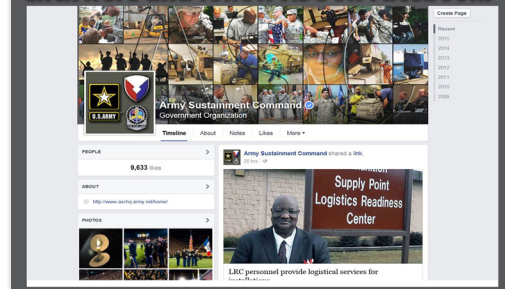 Create Page
Recent
2015
2014
2013
2012
2011
2010
2009
U.S.ARMY
Army Sustainment Command
Government Organization
Timeline About Notes Likes More
PEOPLE
9,633 likes
ABOUT
http://www.aschq.army.mil/home/
PHOTOS
Army Sustainment Command shared a link.
20 hrs
Supply Point
Logistics Readiness
Center
LRC personnel provide logistical services for